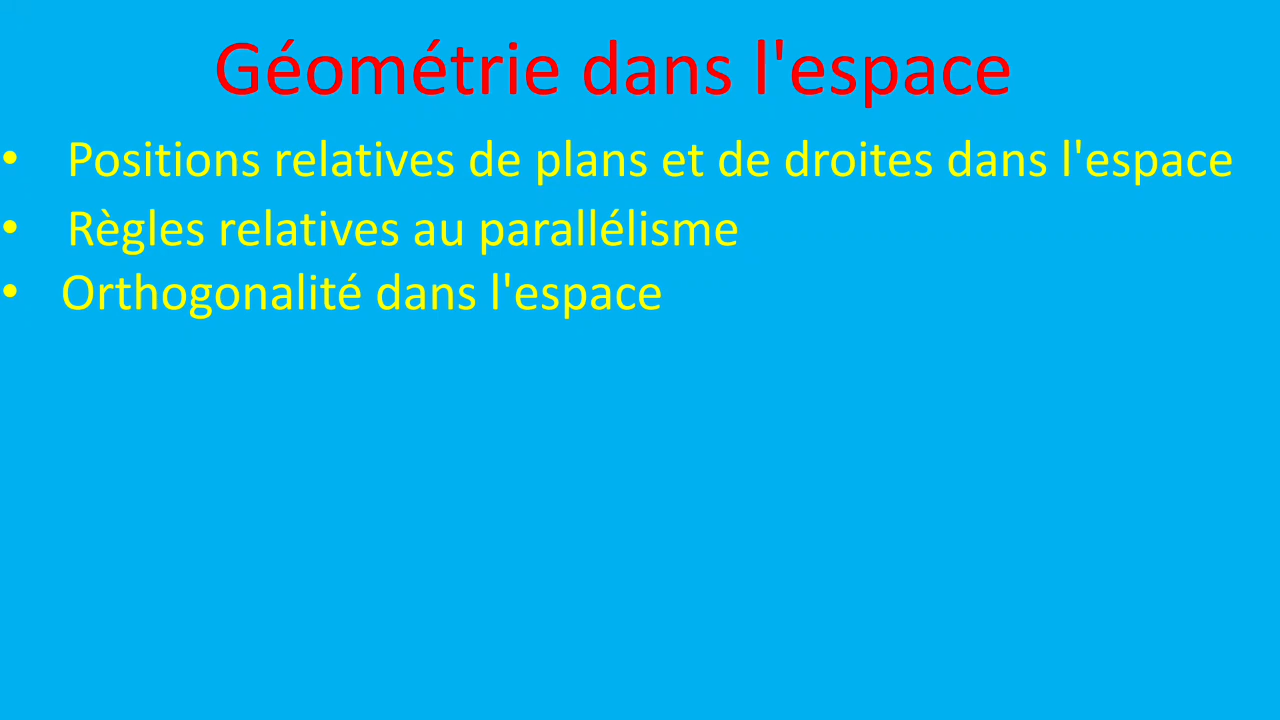 Géométrie dans l'espace
• Positions relatives de plans et de droites dans l'espace
• Règles relatives au parallélisme
• Orthogonalité dans l'espace